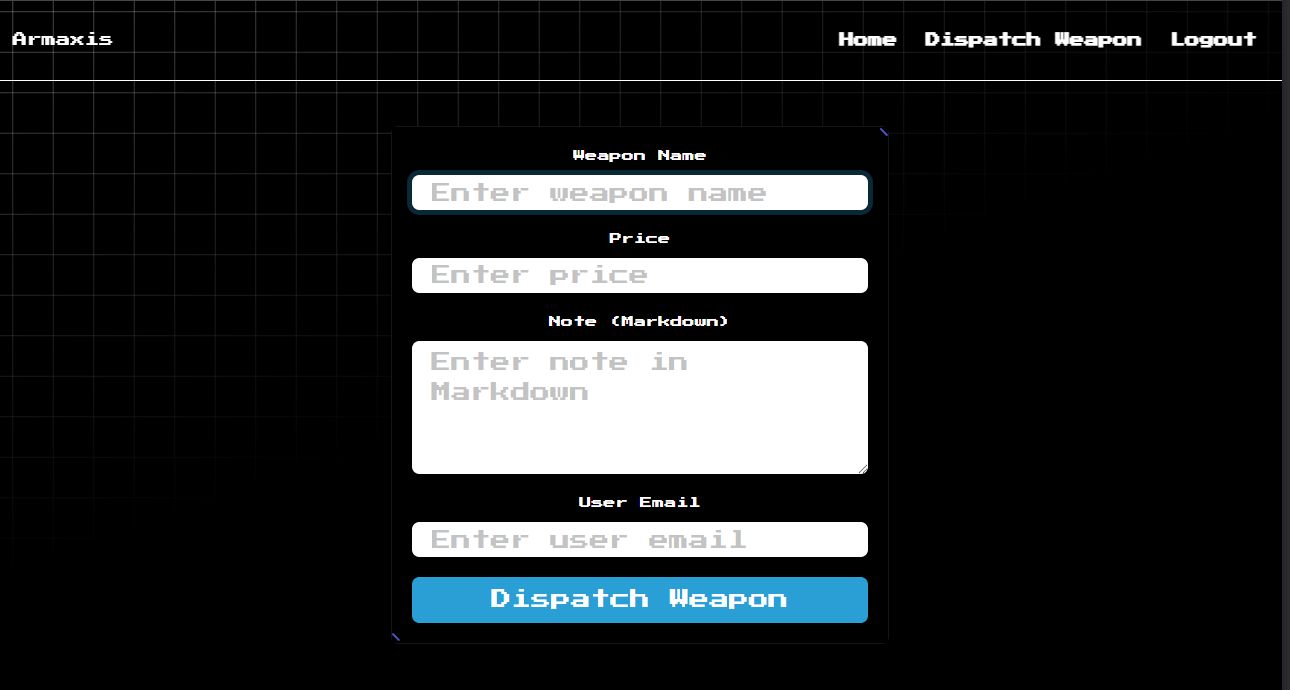 Armaxis
Home Dispatch Weapon Logout
Weapon Name
Enter weapon name
Price
Enter price
Note (Markdown)
Enter note in
Markdown
User Email
Enter user email
Dispatch Weapon